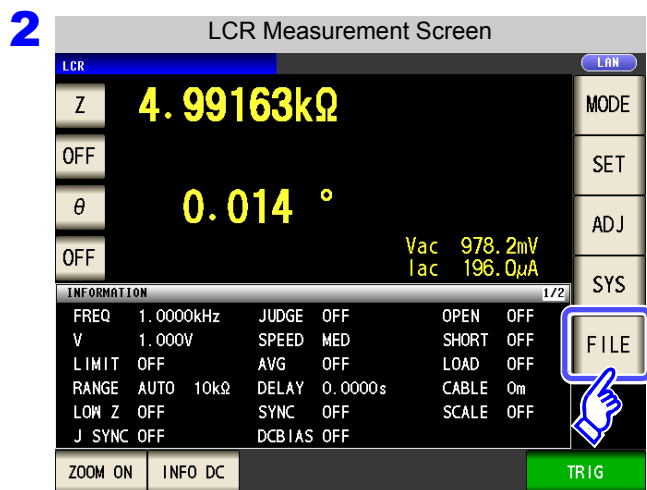 2
LCR Measurement Screen
LCR
LAN
Z 4.99163kΩ
MODE
OFF
SET
θ 0.014 °
ADJ
OFF
Vac 978.2mV
Iac 196.0μA
SYS
INFORMATION 1/2
FREQ 1.0000kHz JUDGE OFF OPEN OFF
V 1.000V SPEED MED SHORT OFF
FILE
LIMIT OFF AVG OFF LOAD OFF
RANGE AUTO 10kΩ DELAY 0.0000s CABLE 0m
LOW Z OFF SYNC OFF SCALE OFF
J SYNC OFF DCBIAS OFF
ZOOM ON INFO DC TRIG